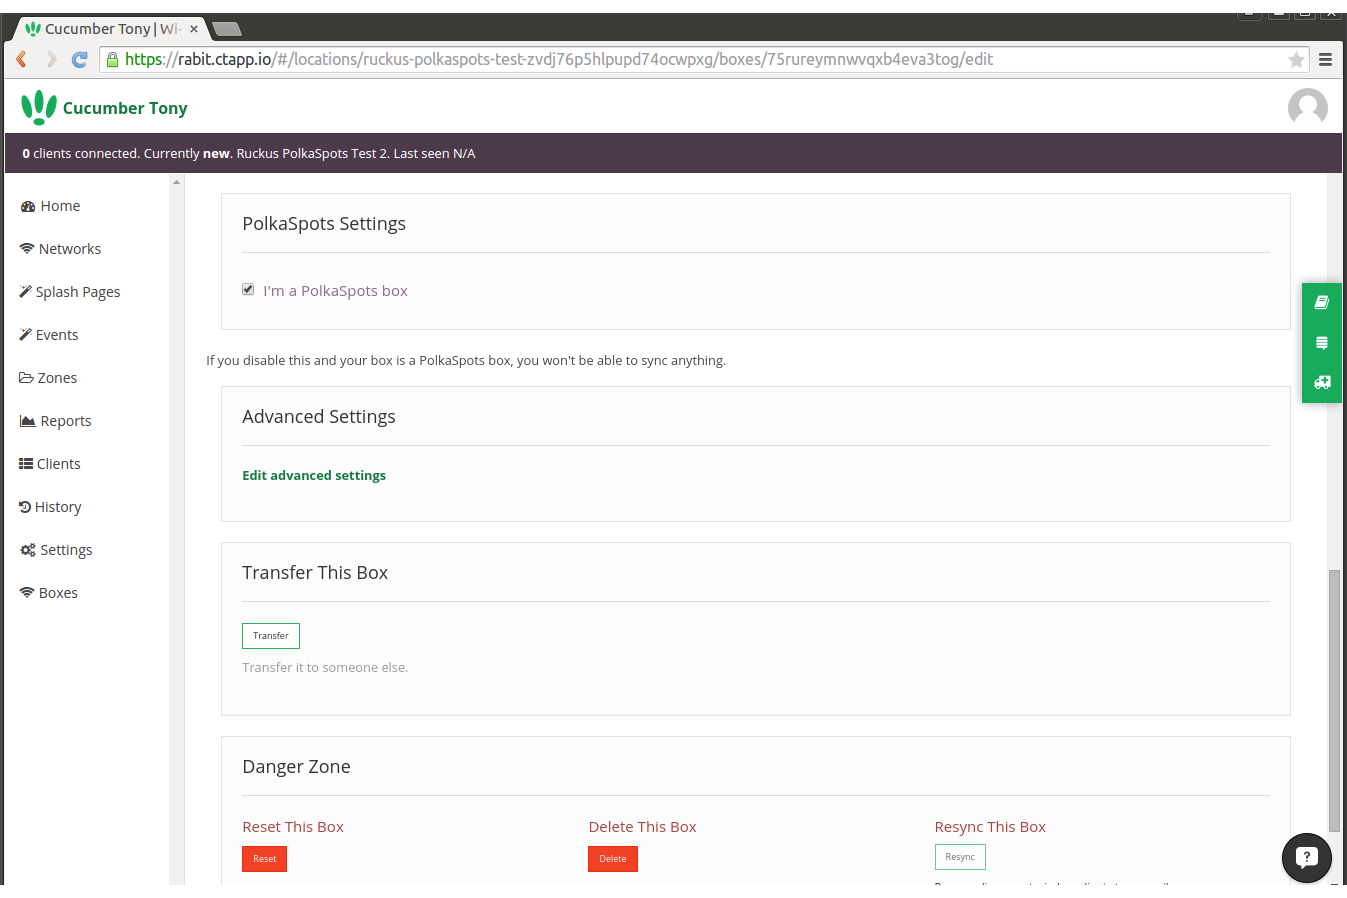 Cucumber Tony | Wi-
https://rabit.ctapp.io/#/locations/ruckus-polkaspots-test-zvdj76p5hlpupd74ocwpxg/boxes/75rureymnwvqxb4eva3tog/edit
Cucumber Tony
0 clients connected. Currently new. Ruckus PolkaSpots Test 2. Last seen N/A
Home
Networks
Splash Pages
Events
Zones
Reports
Clients
History
Settings
Boxes
PolkaSpots Settings
I'm a PolkaSpots box
If you disable this and your box is a PolkaSpots box, you won't be able to sync anything.
Advanced Settings
Edit advanced settings
Transfer This Box
Transfer
Transfer it to someone else.
Danger Zone
Reset This Box
Delete This Box
Resync This Box
Reset
Delete
Resync